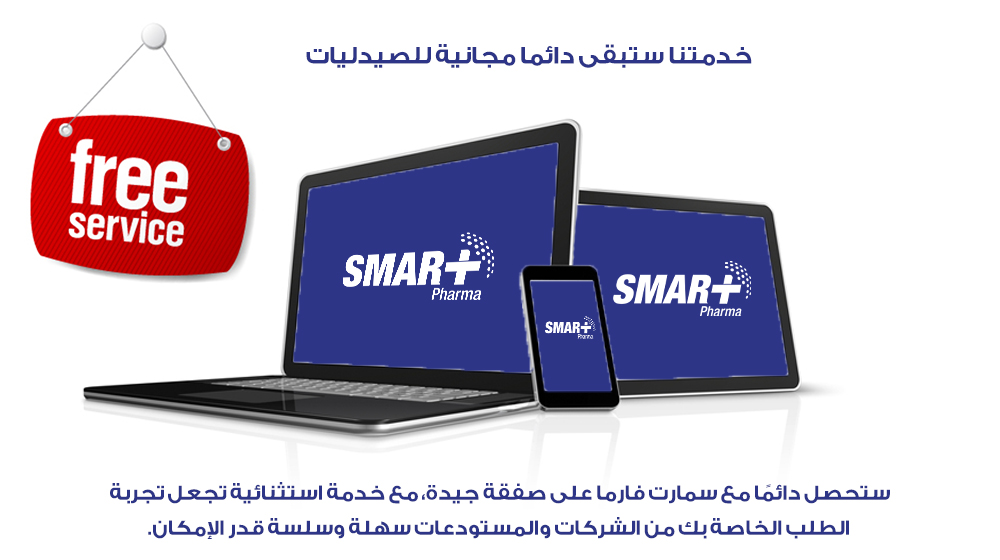 خدمتنا ستبقى دائما مجانية للصيدليات
free
service
SMAR+
Pharma
SMAR+
Pharma
SMAR+
Pharma
ستحصل دائمًا مع سمارت فارما على صفقة جيدة، مع خدمة استثنائية تجعل تجربة
الطلب الخاصة بك من الشركات والمستودعات سهلة وسلسة قدر الإمكان.